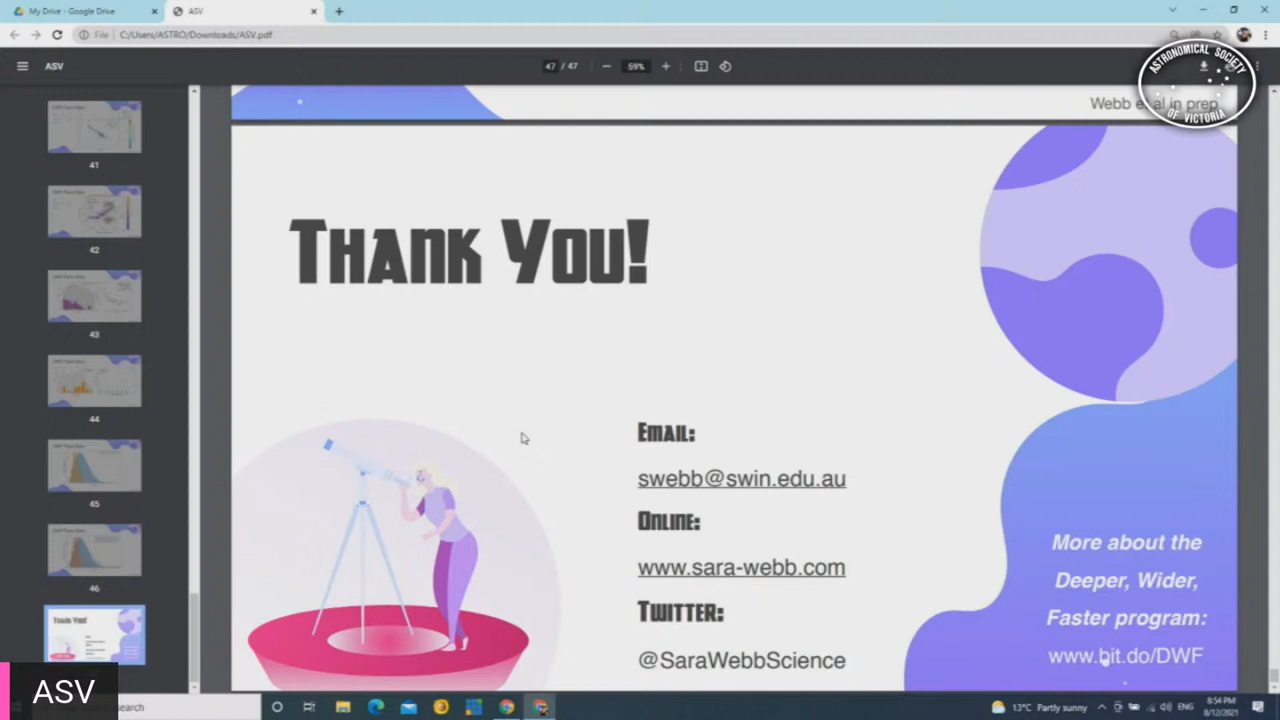 My Drive - Google Drive
ASV
File
C:/Users/ASTRO/Downloads/ASV.pdf
ASV
47 / 47
59%
ASTRONOMICAL SOCIETY
OF VICTORIA
Webb et al in prep
41
42
43
44
45
46
Thank You!
Thank You!
Email:
swebb@swin.edu.au
Online:
www.sara-webb.com
Twitter:
@SaraWebbScience
More about the
Deeper, Wider,
Faster program:
www.bit.do/DWF
ASV
search
13°C Partly sunny
ENG
8:54 PM
8/12/2021